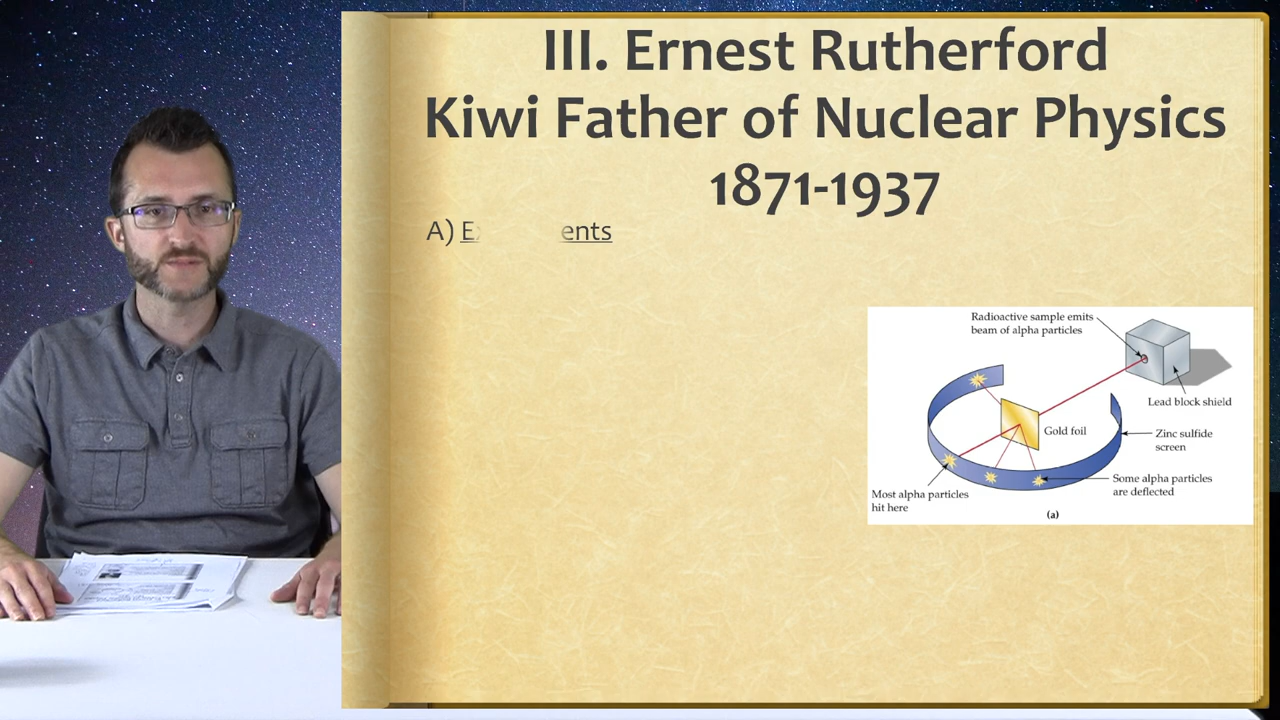 III. Ernest Rutherford
Kiwi Father of Nuclear Physics
1871-1937
A)
Radioactive sample emits
beam of alpha particles
Lead block shield
Gold foil
Zinc sulfide
screen
Some alpha particles
are deflected
Most alpha particles
hit here
(a)